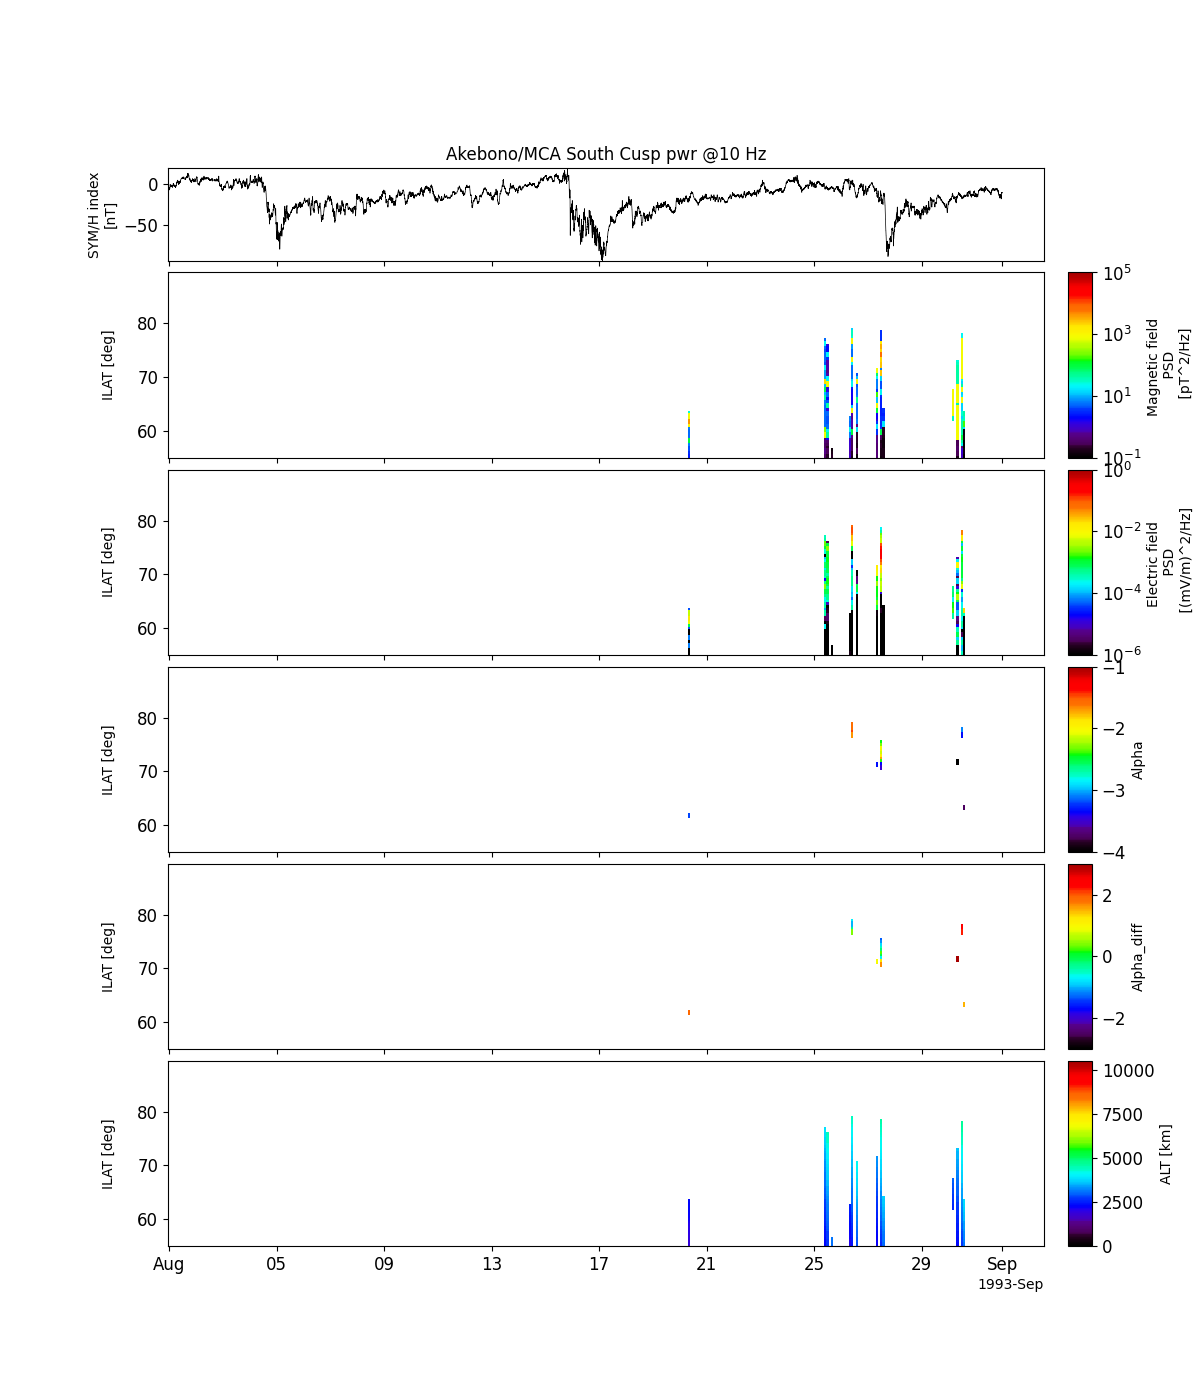 Akebono/MCA South Cusp pwr @10 Hz
SYM/H index
[nT]
0
−50
ILAT [deg]
80
70
60
10^5
10^3
10^1
10^−1
Magnetic field
PSD
[pT^2/Hz]
ILAT [deg]
80
70
60
10^0
10^−2
10^−4
10^−6
Electric field
PSD
[(mV/m)^2/Hz]
ILAT [deg]
80
70
60
−1
−2
−3
−4
Alpha
ILAT [deg]
80
70
60
2
0
−2
Alpha_diff
ILAT [deg]
80
70
60
10000
7500
5000
2500
0
ALT [km]
Aug 05 09 13 17 21 25 29 Sep
1993-Sep